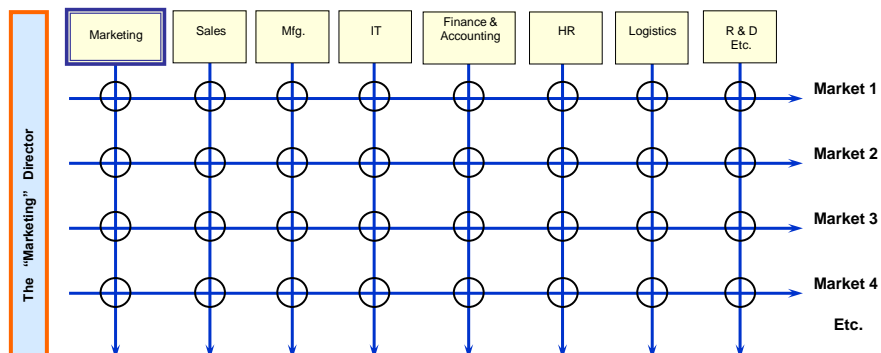 Marketing
Sales
Mfg.
IT
Finance &
Accounting
HR
Logistics
R & D
Etc.
The "Marketing" Director
Market 1
Market 2
Market 3
Market 4
Etc.